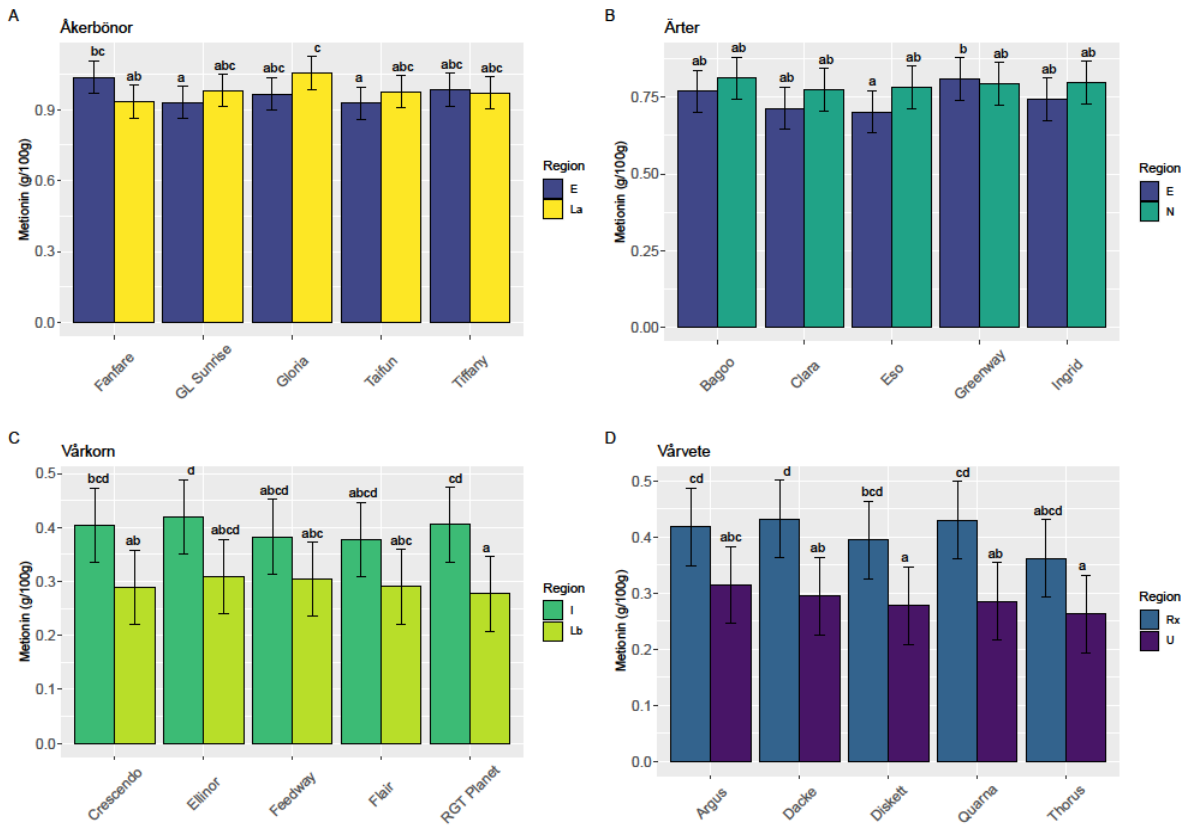 A
Åkerbönor
bc
ab
a
abc
abc
c
a
abc
abc
abc
0.9
0.6
0.3
0.0
Metionin (g/100g)
Fanfare
GL Sunrise
Gloria
Taifun
Tiffany
Region
E
La
B
Ärter
ab
ab
ab
ab
a
ab
b
ab
ab
ab
0.75
0.50
0.25
0.00
Metionin (g/100g)
Bagoo
Clara
Eso
Greenway
Ingrid
Region
E
N
C
Vårkorn
bcd
ab
d
abcd
abcd
abc
abcd
abc
cd
a
0.5
0.4
0.3
0.2
0.1
0.0
Metionin (g/100g)
Crescendo
Ellinor
Feedway
Flair
RGT Planet
Region
I
Lb
D
Vårvete
cd
abc
d
ab
bcd
a
cd
ab
abcd
a
0.5
0.4
0.3
0.2
0.1
0.0
Metionin (g/100g)
Argus
Dacke
Diskett
Quarna
Thorus
Region
Rx
U